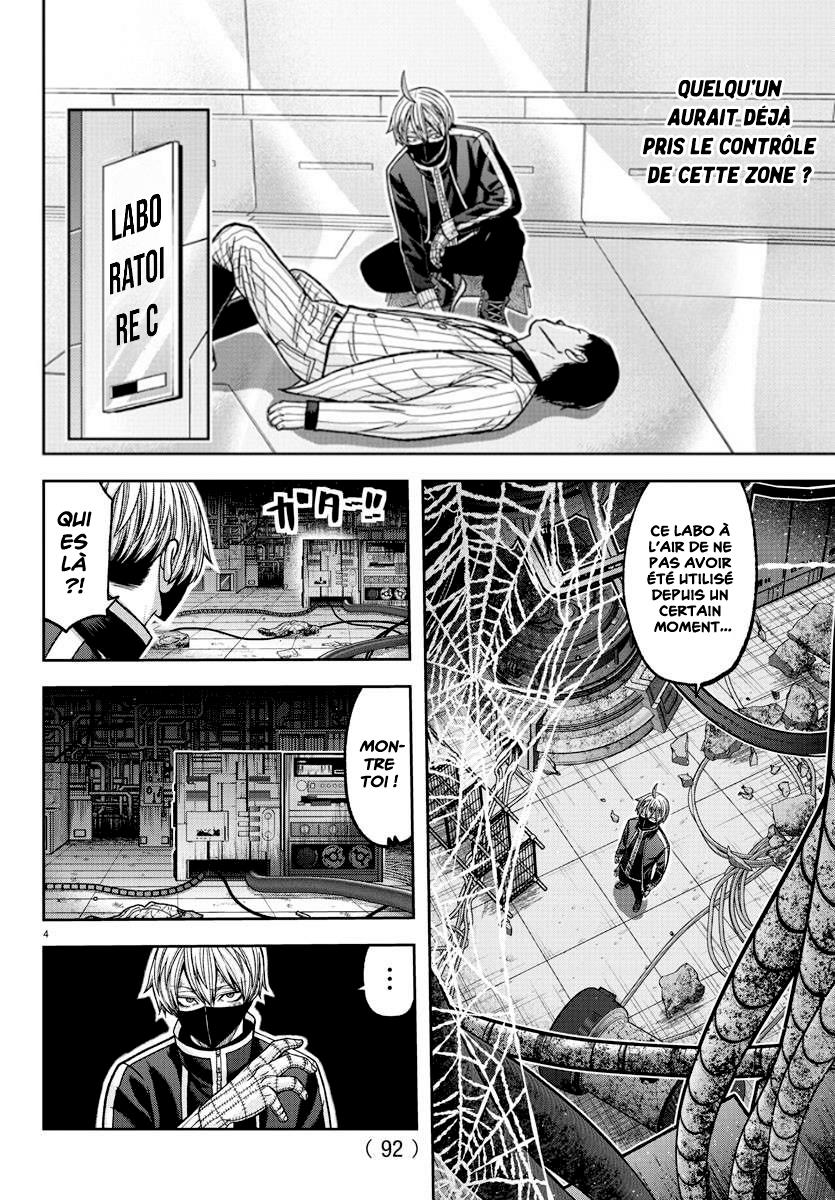 QUELQU'UN
AURAIT DÉJÀ
PRIS LE CONTRÔLE
DE CETTE ZONE ?
LABO
RATOI
RE C
CE LABO À
L'AIR DE NE
PAS AVOIR
ÉTÉ UTILISÉ
DEPUIS UN
CERTAIN
MOMENT...
ガタ—!!
QUI
ES
LÀ
?!
MON-
TRE
TOI !
...
4
( 92 )